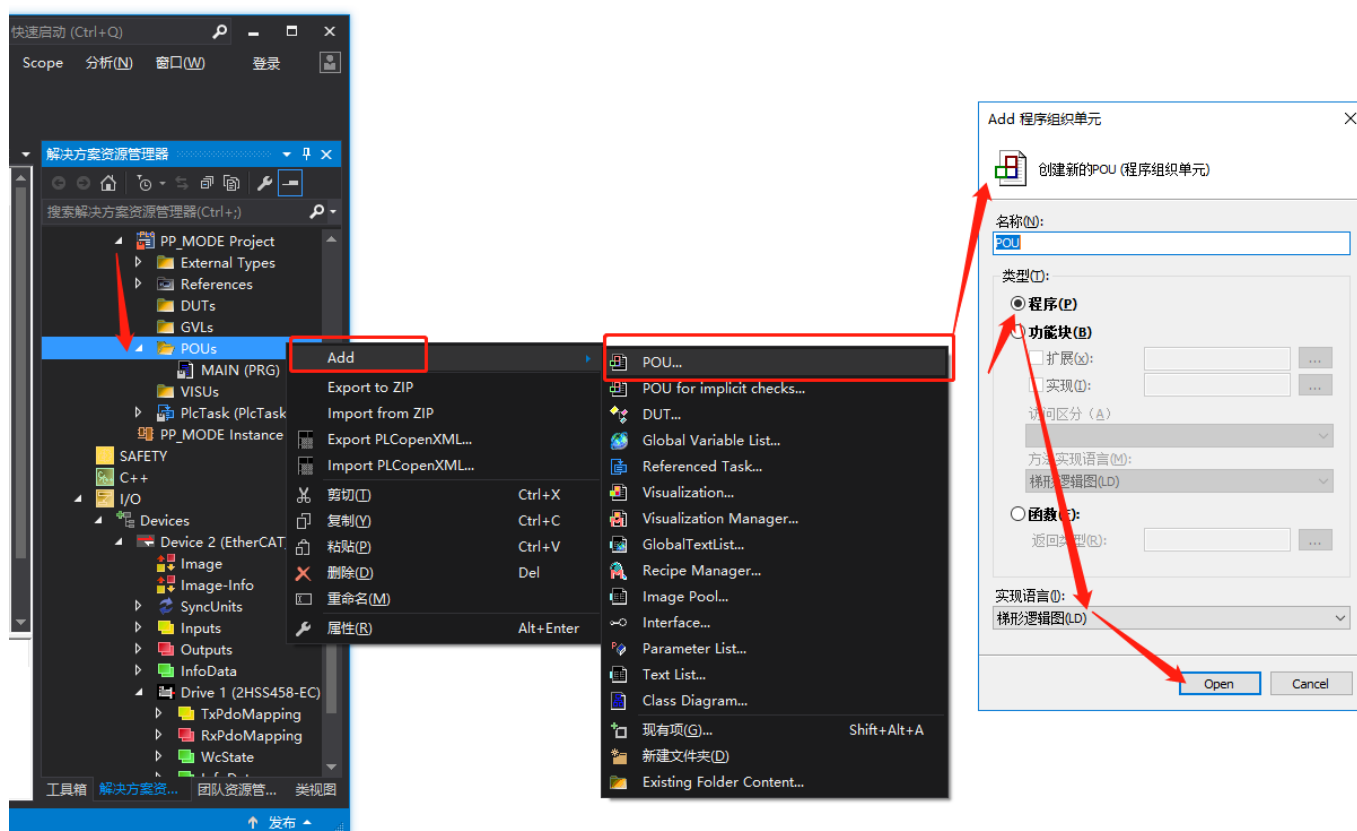 快速启动 (Ctrl+Q)
Scope 分析(N) 窗口(W) 登录
解决方案资源管理器
搜索解决方案资源管理器(Ctrl+;)
PP_MODE Project
External Types
References
DUTs
GVLs
POUs
MAIN (PRG)
VISUs
PlcTask (PlcTask
PP_MODE Instance
SAFETY
C++
I/O
Devices
Device 2 (EtherCAT
Image
Image-Info
SyncUnits
Inputs
Outputs
InfoData
Drive 1 (2HSS458-EC)
TxPdoMapping
RxPdoMapping
WcState
工具箱 解决方案资... 团队资源管... 类视图
发布
Add
Export to ZIP
Import from ZIP
Export PLCopenXML...
Import PLCopenXML...
剪切(T) Ctrl+X
复制(Y) Ctrl+C
粘贴(P) Ctrl+V
删除(D) Del
重命名(M)
属性(R) Alt+Enter
POU...
POU for implicit checks...
DUT...
Global Variable List...
Referenced Task...
Visualization...
Visualization Manager...
GlobalTextList...
Recipe Manager...
Image Pool...
Interface...
Parameter List...
Text List...
Class Diagram...
现有项(G)... Shift+Alt+A
新建文件夹(D)
Existing Folder Content...
Add 程序组织单元
创建新的POU (程序组织单元)
名称(N):
POU
类型(T):
程序(P)
功能块(B)
扩展(x):
...
实现(I):
...
访问区分 (A)
方法实现语言(M):
梯形逻辑图(LD)
函数(F):
返回类型(R):
...
实现语言(I):
梯形逻辑图(LD)
Open Cancel